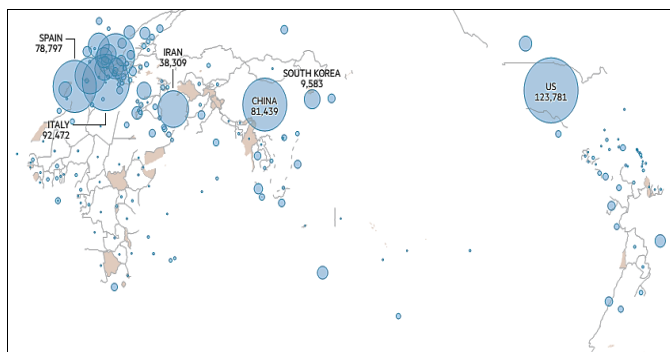 SPAIN
78,797
IRAN
38,309
SOUTH KOREA
9,583
CHINA
81,439
US
123,781
ITALY
92,472